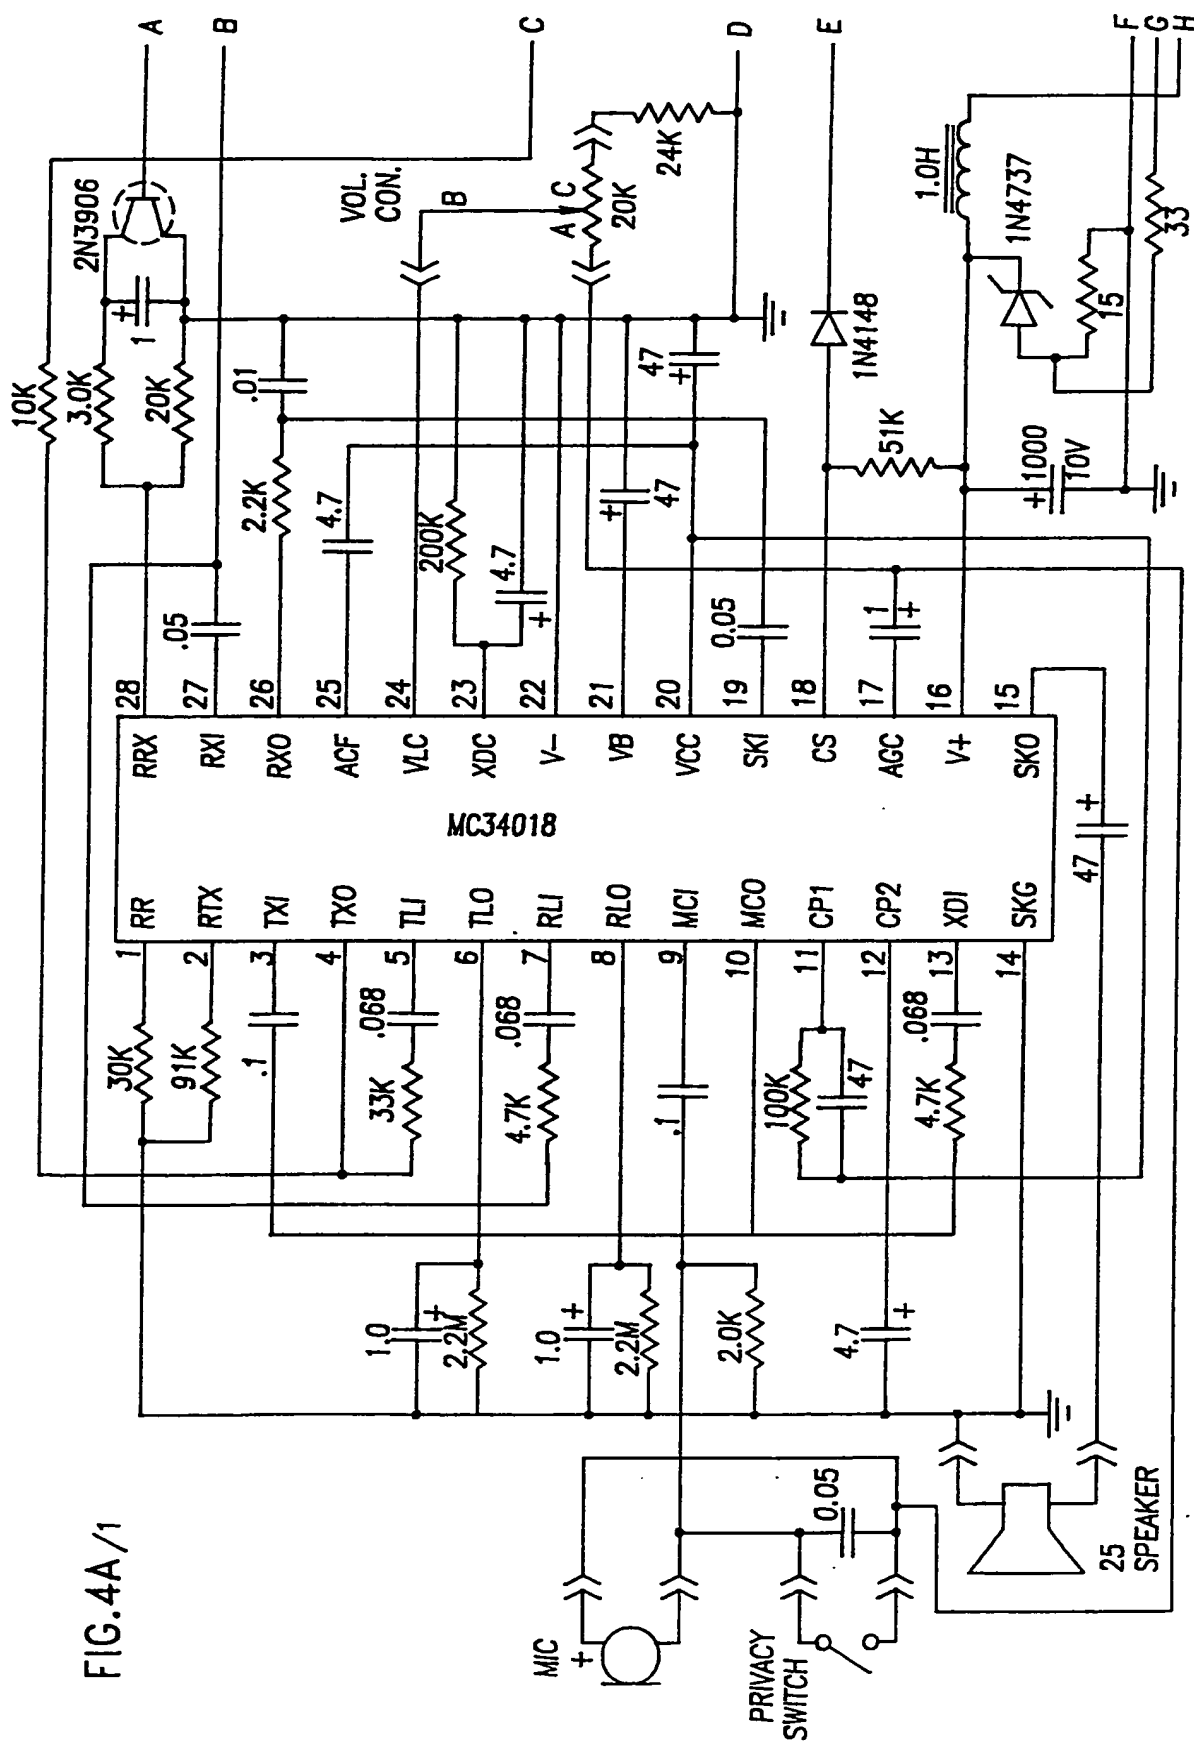 FIG.4A/1
A
B
C
D
E
F
G
H
10K
3.0K
20K
1
+
2N3906
VOL.
CON.
B
A
C
20K
24K
.05
2.2K
.01
4.7
200K
4.7
+
47
+
47
+
0.05
1
+
1N4148
51K
+1000
10V
1.0H
1N4737
15
33
28
27
26
25
24
23
22
21
20
19
18
17
16
15
RRX
RXI
RXO
ACF
VLC
XDC
V-
VB
VCC
SKI
CS
AGC
V+
SKO
MC34018
RR
RTX
TXI
TXO
TLI
TLO
RLI
RLO
MCI
MCO
CP1
CP2
XDI
SKG
1
2
3
4
5
6
7
8
9
10
11
12
13
14
30K
91K
.1
33K
.068
4.7K
.068
.1
100K
47
4.7K
.068
47
+
1.0
+
2.2M
1.0
+
2.2M
2.0K
4.7
+
MIC
+
PRIVACY
SWITCH
0.05
25
SPEAKER